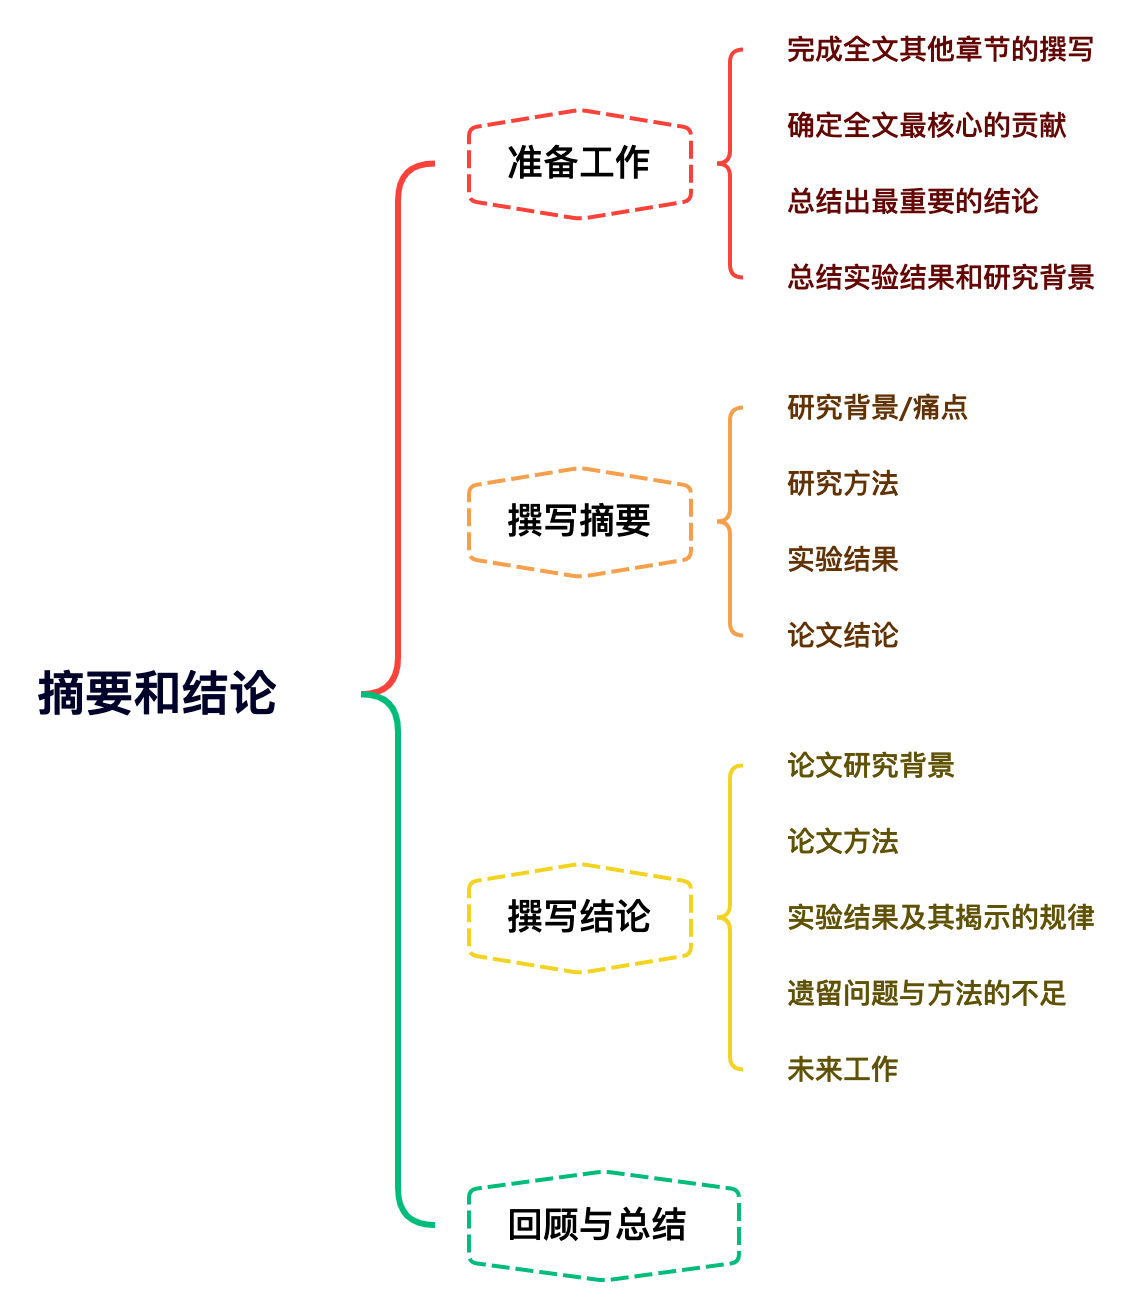 摘要和结论
准备工作
完成全文其他章节的撰写
确定全文最核心的贡献
总结出最重要的结论
总结实验结果和研究背景
撰写摘要
研究背景/痛点
研究方法
实验结果
论文结论
撰写结论
论文研究背景
论文方法
实验结果及其揭示的规律
遗留问题与方法的不足
未来工作
回顾与总结